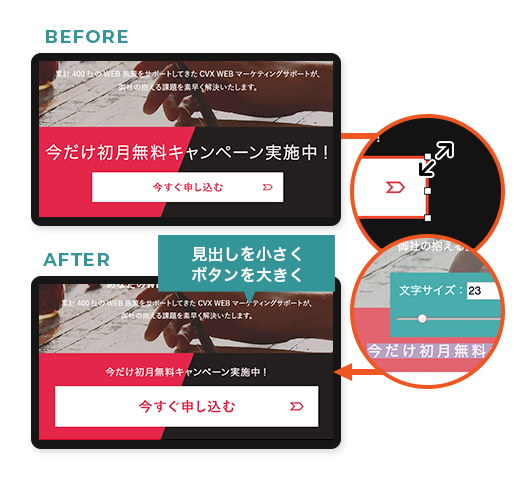 BEFORE
累計 400 社の WEB 施策をサポートしてきた CVX WEB マーケティングサポートが、
御社の抱える課題を素早く解決いたします。
今だけ初月無料キャンペーン実施中！
今すぐ申し込む
！
御社の抱える
AFTER
見出しを小さく
ボタンを大きく
文字サイズ：23
今だけ初月無料
累計 400 社の WEB 施策をサポートしてきた CVX WEB マーケティングサポートが、
御社の抱える課題を素早く解決いたします。
今だけ初月無料キャンペーン実施中！
今すぐ申し込む